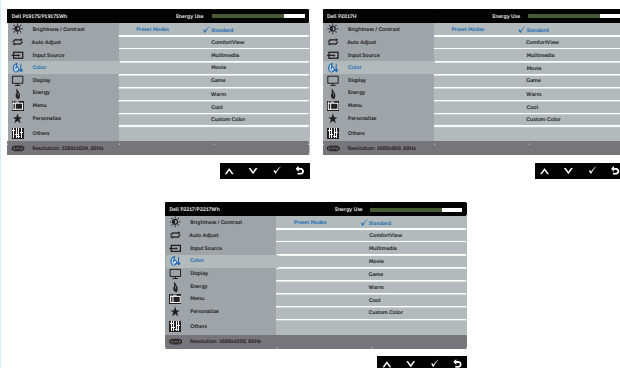 Dell P1917S/P1917SWh Energy Use
Brightness / Contrast Preset Modes ✓ Standard
Auto Adjust ComfortView
Input Source Multimedia
Color Movie
Display Game
Energy Warm
Menu Cool
Personalize Custom Color
Others
Resolution: 1280x1024, 60Hz
Dell P2017H Energy Use
Brightness / Contrast Preset Modes ✓ Standard
Auto Adjust ComfortView
Input Source Multimedia
Color Movie
Display Game
Energy Warm
Menu Cool
Personalize Custom Color
Others
Resolution: 1600x900, 60Hz
Dell P2217/P2217Wh Energy Use
Brightness / Contrast Preset Modes ✓ Standard
Auto Adjust ComfortView
Input Source Multimedia
Color Movie
Display Game
Energy Warm
Menu Cool
Personalize Custom Color
Others
Resolution: 1680x1050, 60Hz